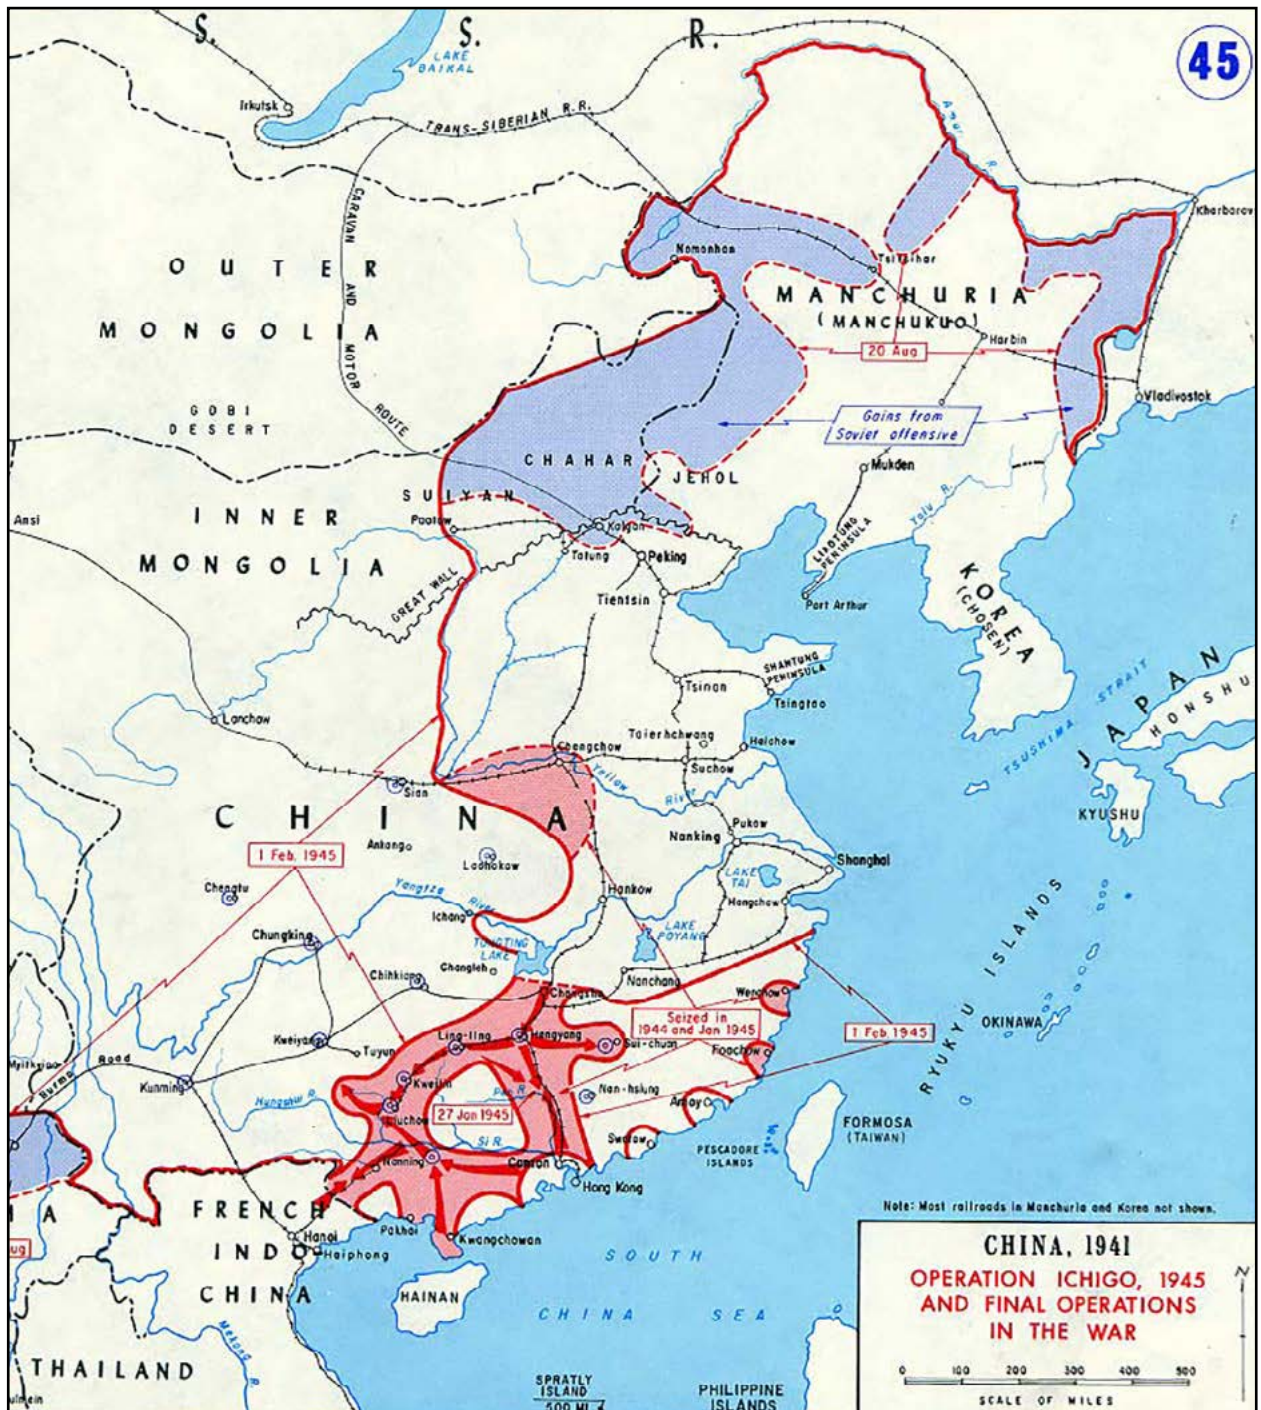 S. S. R.
45
LAKE
BAIKAL
Irkutsk
TRANS-SIBERIAN R.R.
Amur R.
CARAVAN AND MOTOR ROUTE
Kharbarov
OUTER
MONGOLIA
Nomonhan
Tsitsihar
MANCHURIA
(MANCHUKUO)
Harbin
20 Aug
Vladivostok
GOBI
DESERT
Gains from
Soviet offensive
CHAHAR
JEHOL
Mukden
SUIYAN
Ansi
INNER
MONGOLIA
Paotow
Kalgan
Tatung
Peking
GREAT WALL
Tientsin
Yalu R.
LIAOTUNG
PENINSULA
Port Arthur
KOREA
(CHOSEN)
SHANTUNG
PENINSULA
Tsinan
Tsingtao
TSUSHIMA STRAIT
JAPAN
HONSHU
Lanchow
Taierhchwang
Haichow
Chengchow
Suchow
Yellow River
Sian
KYUSHU
CHINA
Pukow
Nanking
Ankang
Laohokow
1 Feb. 1945
Shanghai
LAKE
TAI
Chengtu
Yangtze River
Hankow
Hangchow
Ichang
Chungking
TUNGTING
LAKE
LAKE
POYANG
Changteh
Chihkiang
Nanchang
Changsha
Wenchow
RYUKYU ISLANDS
Seized in
1944 and Jan 1945
1 Feb 1945
OKINAWA
Ling-ling
Hengyang
Sui-chuan
Kweiyang
Tuyun
Foochow
Myitkyina
Burma Road
Kunming
Kweilin
Nan-hsiung
Hungshui R.
27 Jan 1945
Liuchow
Amoy
FORMOSA
(TAIWAN)
Si R.
Swatow
PESCADORE
ISLANDS
Nanning
Canton
Hong Kong
FRENCH
INDO
CHINA
IA
Hanoi
Haiphong
Pakhoi
Kwangchowan
Note: Most railroads in Manchuria and Korea not shown.
SOUTH
CHINA SEA
HAINAN
CHINA, 1941
OPERATION ICHIGO, 1945
AND FINAL OPERATIONS
IN THE WAR
N
Mekong R.
THAILAND
SPRATLY
ISLAND
500 MI.
PHILIPPINE
ISLANDS
0 100 200 300 400 500
SCALE OF MILES